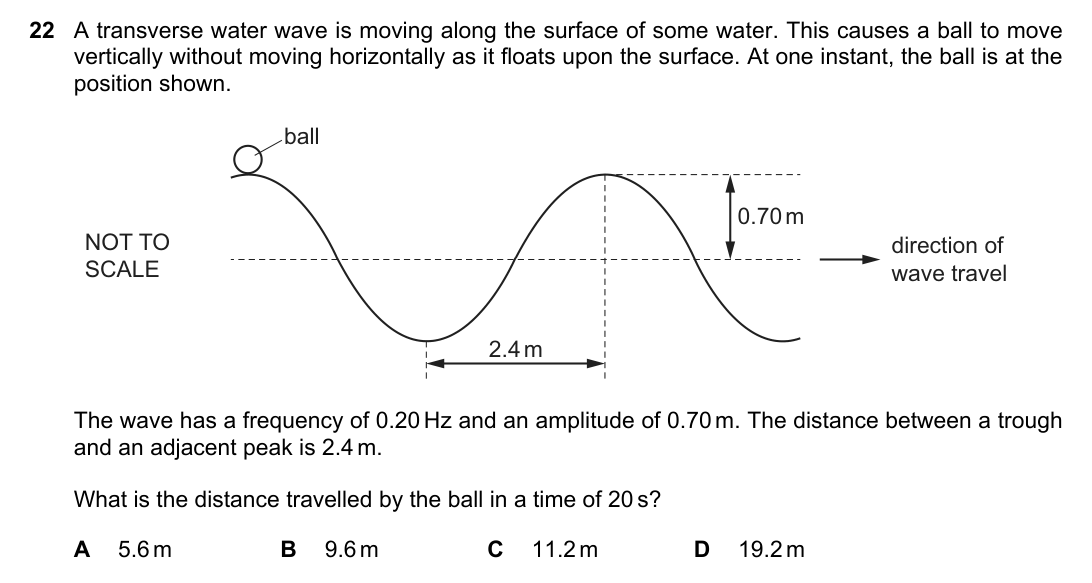 22 A transverse water wave is moving along the surface of some water. This causes a ball to move
vertically without moving horizontally as it floats upon the surface. At one instant, the ball is at the
position shown.
ball
0.70 m
NOT TO
SCALE
direction of
wave travel
2.4 m
The wave has a frequency of 0.20 Hz and an amplitude of 0.70 m. The distance between a trough
and an adjacent peak is 2.4 m.
What is the distance travelled by the ball in a time of 20 s?
A 5.6 m B 9.6 m C 11.2 m D 19.2 m